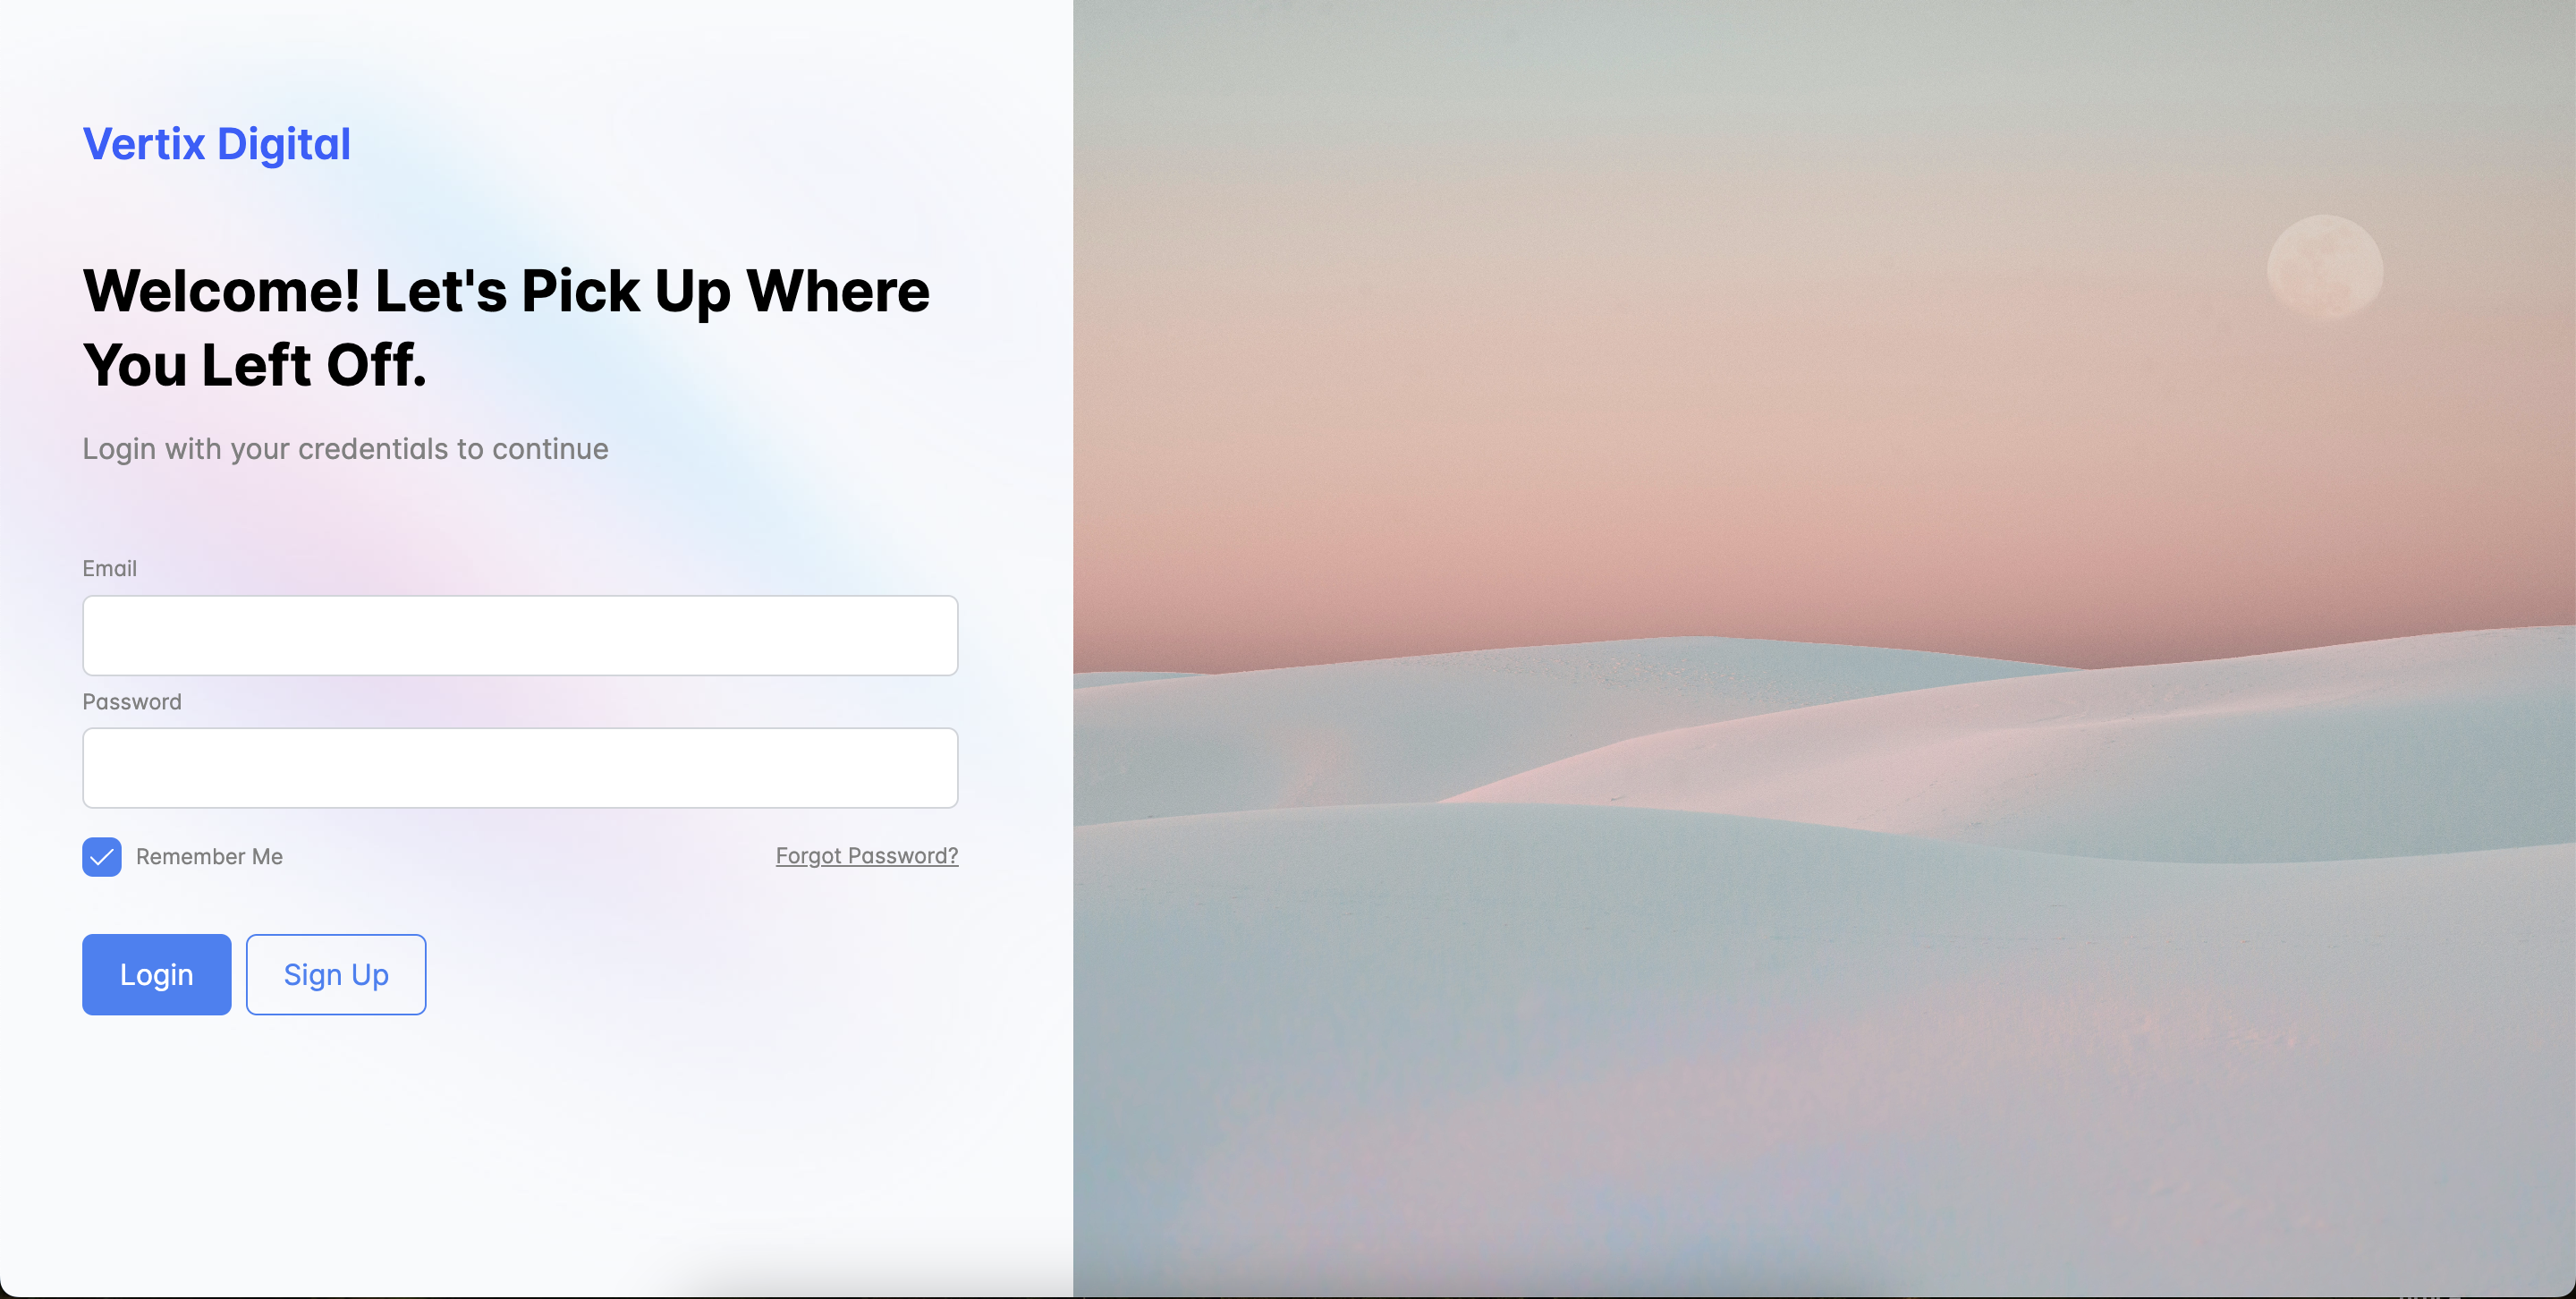 Vertix Digital
Welcome! Let's Pick Up Where
You Left Off.
Login with your credentials to continue
Email
Password
Remember Me
Forgot Password?
Login
Sign Up